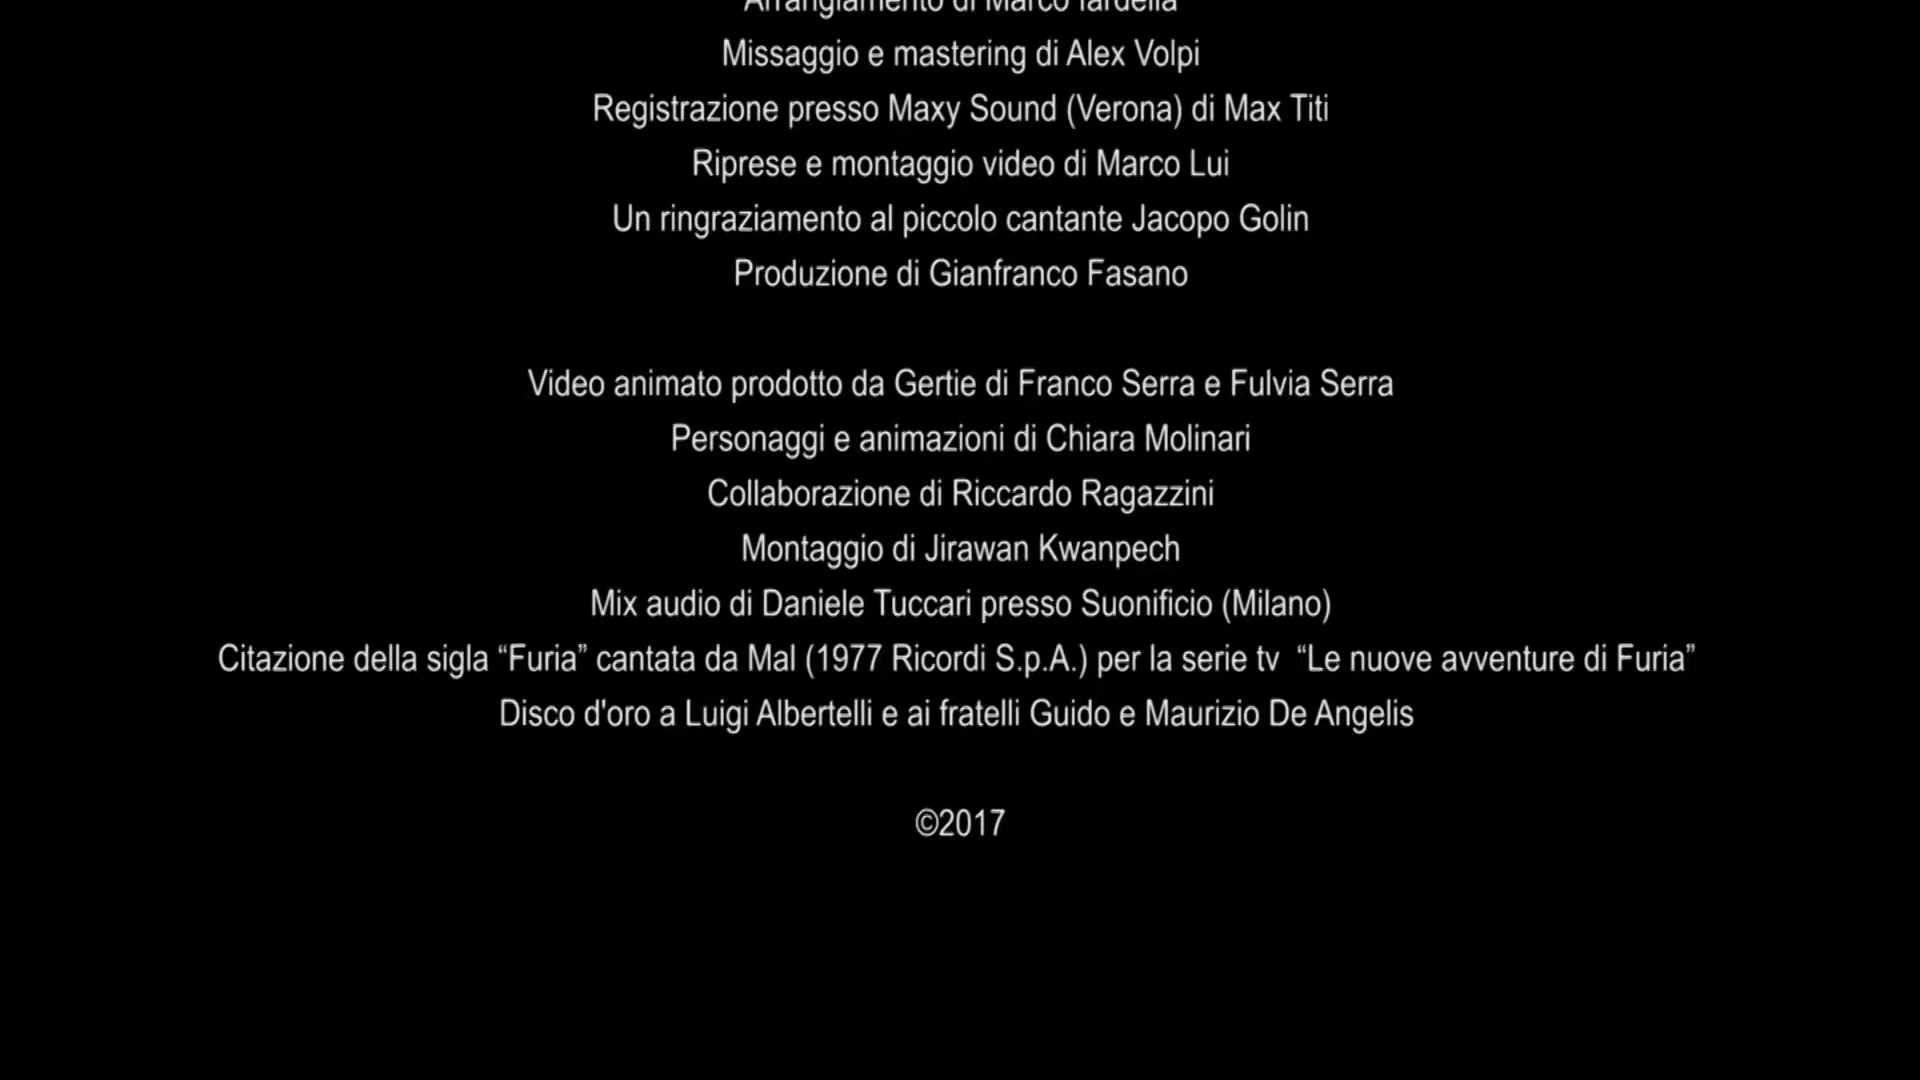 Arrangiamento di Marco Iardella
Missaggio e mastering di Alex Volpi
Registrazione presso Maxy Sound (Verona) di Max Titi
Riprese e montaggio video di Marco Lui
Un ringraziamento al piccolo cantante Jacopo Golin
Produzione di Gianfranco Fasano
Video animato prodotto da Gertie di Franco Serra e Fulvia Serra
Personaggi e animazioni di Chiara Molinari
Collaborazione di Riccardo Ragazzini
Montaggio di Jirawan Kwanpech
Mix audio di Daniele Tuccari presso Suonificio (Milano)
Citazione della sigla “Furia” cantata da Mal (1977 Ricordi S.p.A.) per la serie tv “Le nuove avventure di Furia”
Disco d'oro a Luigi Albertelli e ai fratelli Guido e Maurizio De Angelis
©2017